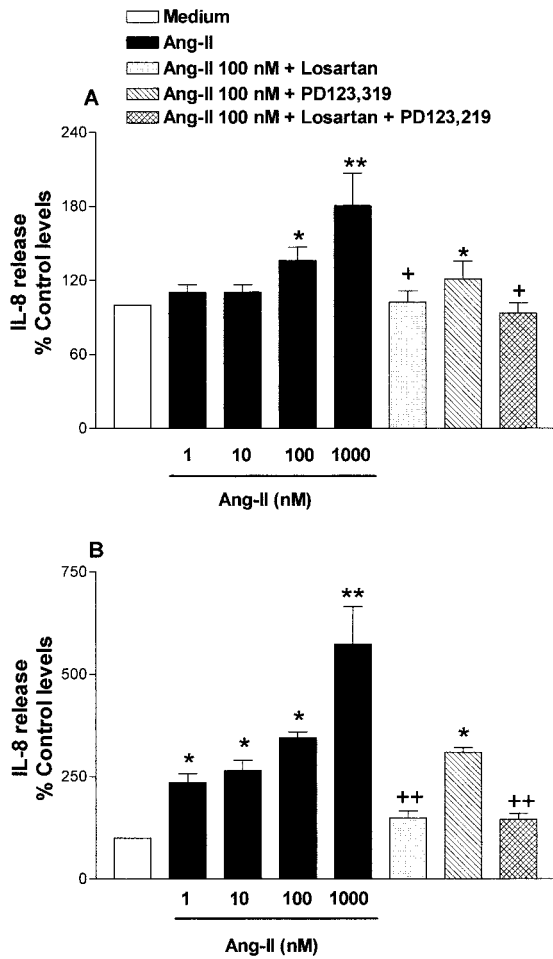 Medium
Ang-II
Ang-II 100 nM + Losartan
Ang-II 100 nM + PD123,319
Ang-II 100 nM + Losartan + PD123,219
A
240
180
120
60
0
IL-8 release
% Control levels
*
**
+
*
+
1 10 100 1000
Ang-II (nM)
B
750
500
250
0
IL-8 release
% Control levels
*
*
*
**
++
*
++
1 10 100 1000
Ang-II (nM)